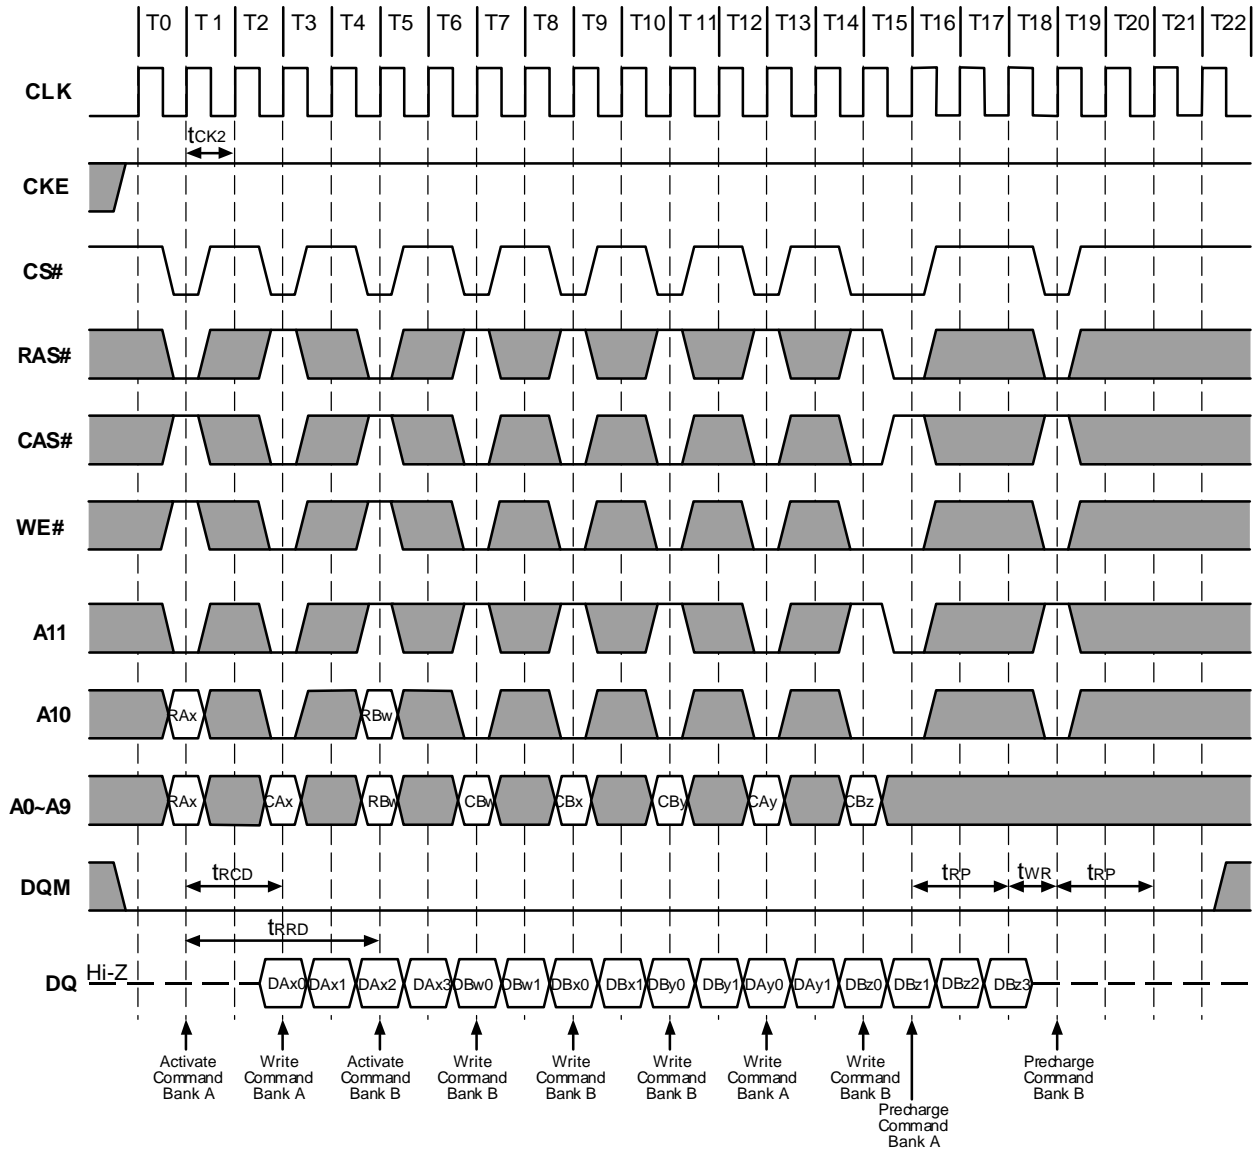 T0 T1 T2 T3 T4 T5 T6 T7 T8 T9 T10 T11 T12 T13 T14 T15 T16 T17 T18 T19 T20 T21 T22
CLK
tCK2
CKE
CS#
RAS#
CAS#
WE#
A11
A10 RAx RBw
A0~A9 RAx CAx RBw CBw CBx CBy CAy CBz
DQM tRCD tRP tWR tRP
tRRD
DQ Hi-Z DAx0 DAx1 DAx2 DAx3 DBw0 DBw1 DBx0 DBx1 DBy0 DBy1 DAy0 DAy1 DBz0 DBz1 DBz2 DBz3
Activate Command Bank A
Write Command Bank A
Activate Command Bank B
Write Command Bank B
Write Command Bank B
Write Command Bank B
Write Command Bank A
Write Command Bank B
Precharge Command Bank A
Precharge Command Bank B